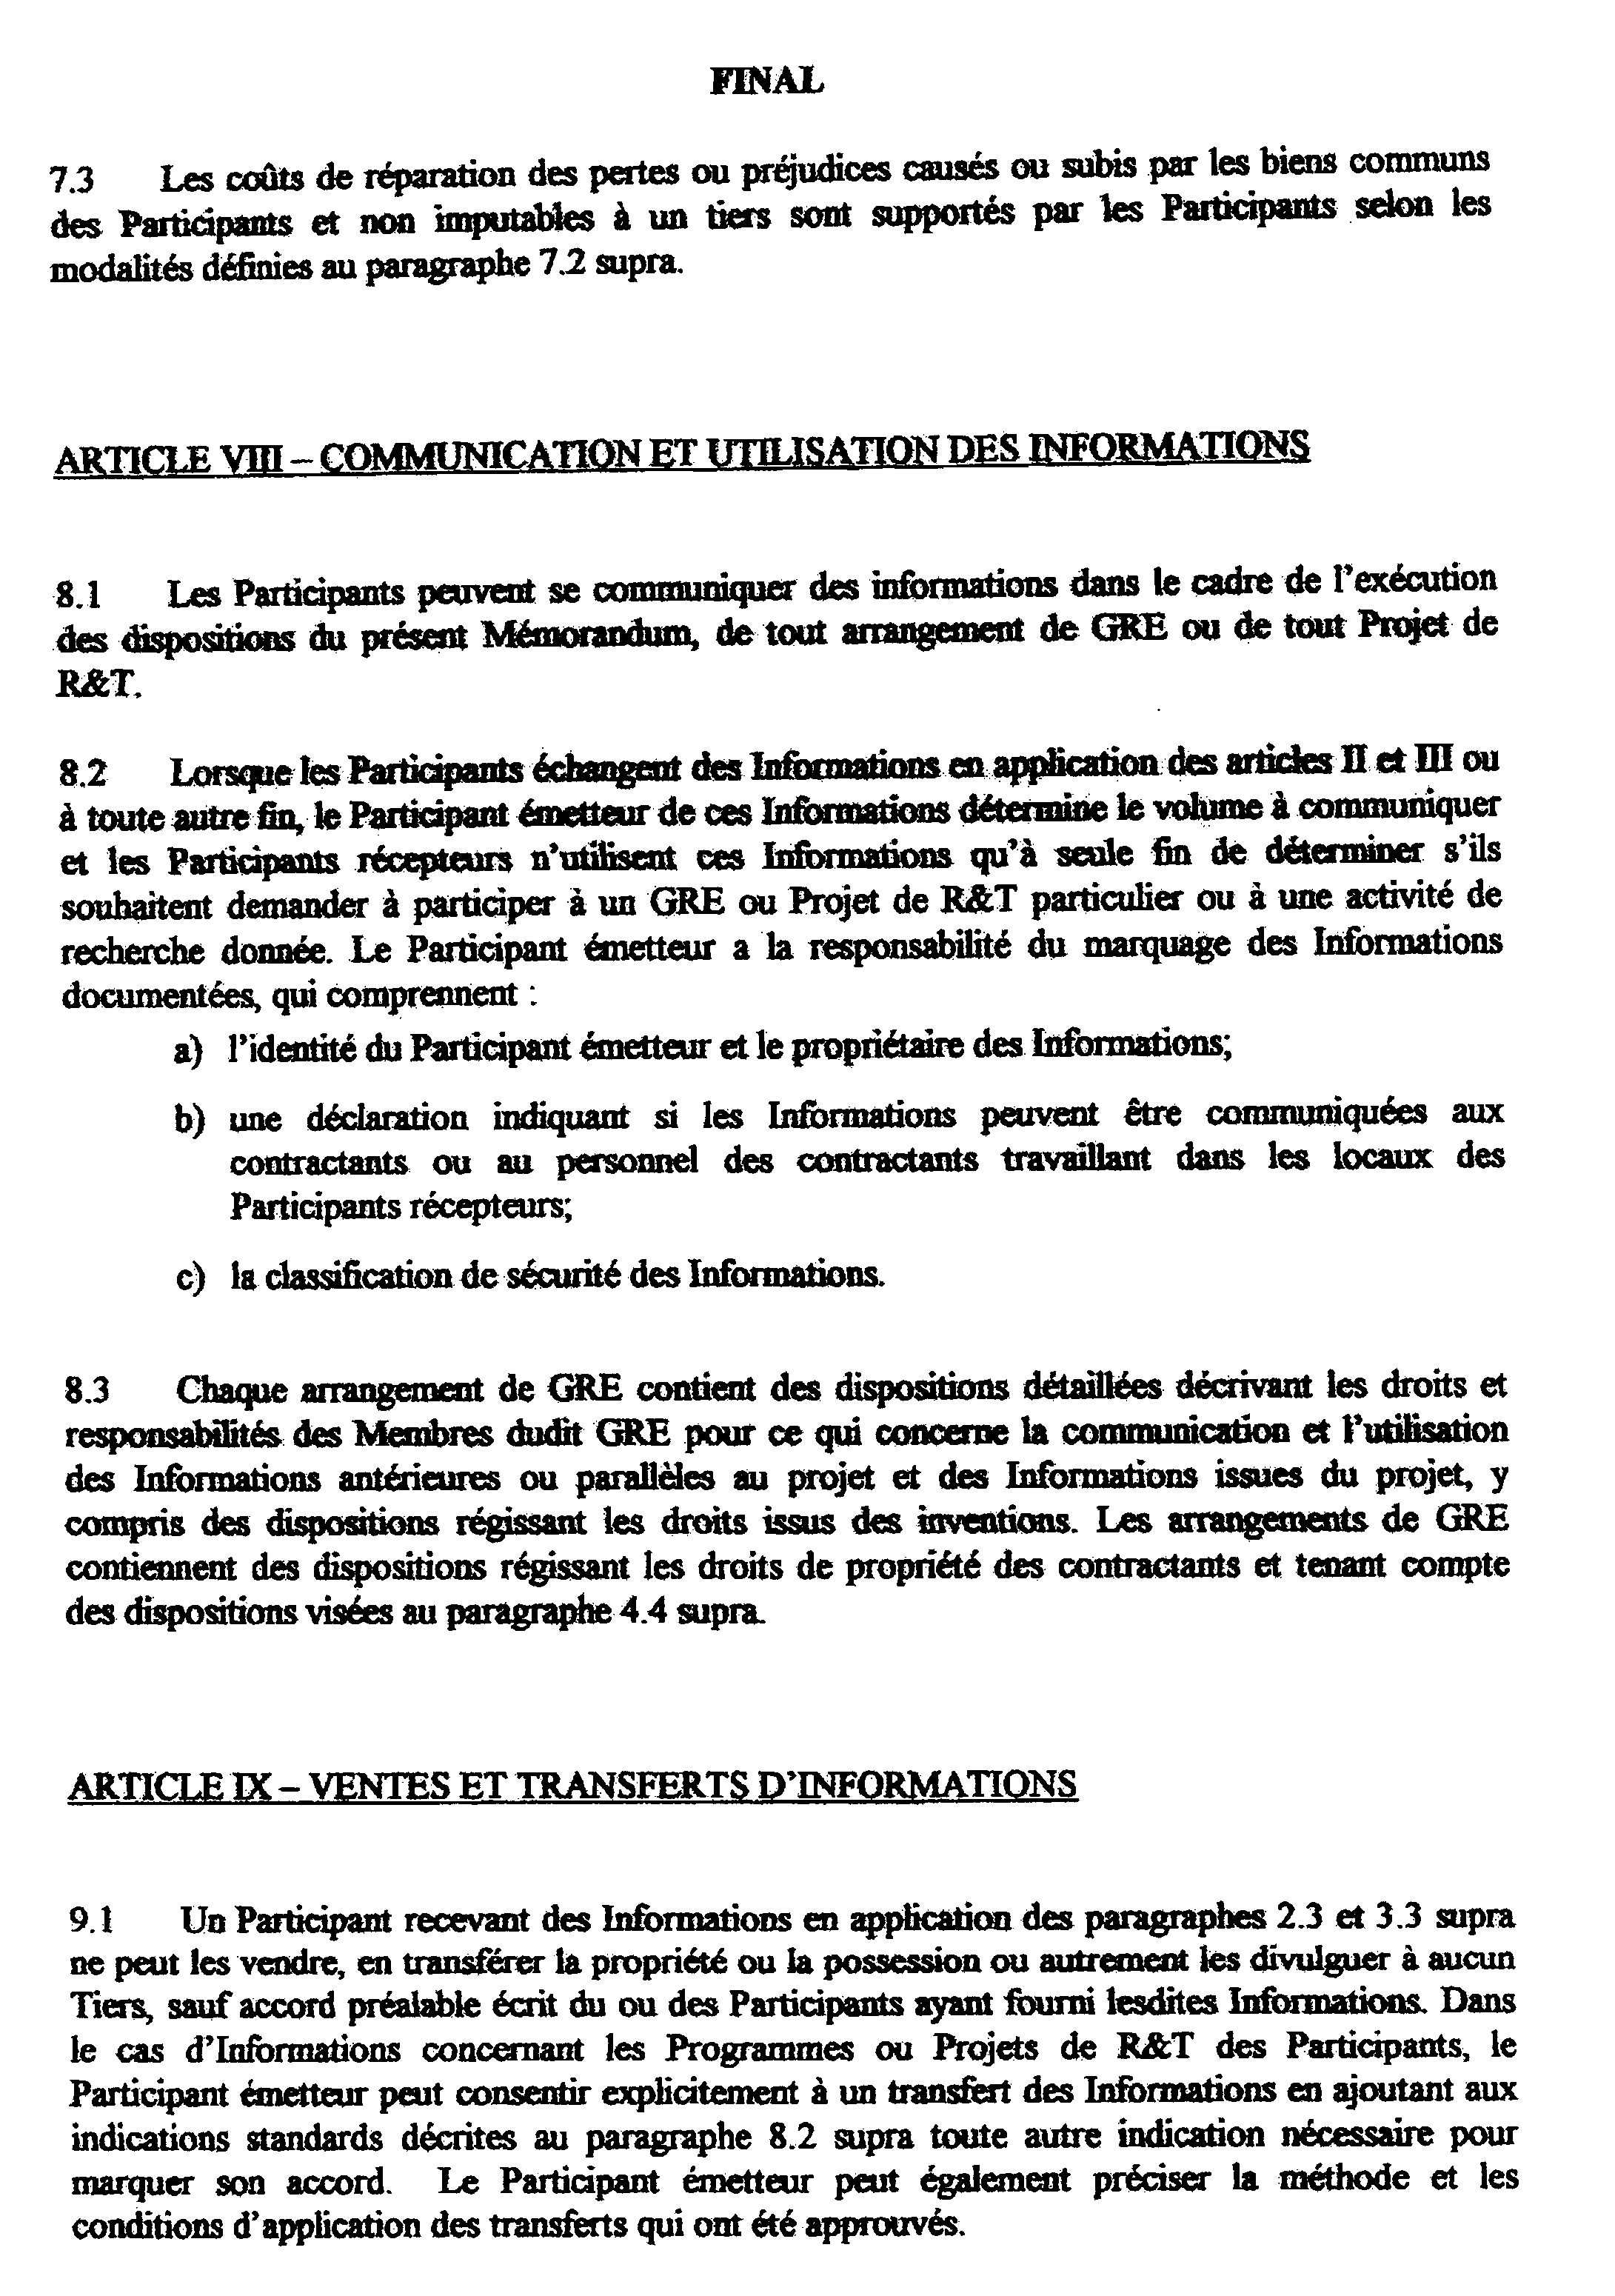 FINAL
7.3 Les coûts de réparation des pertes ou préjudices causés ou subis par les biens communs
des Participants et non imputables à un tiers sont supportés par les Participants selon les
modalités définies au paragraphe 7.2 supra.
ARTICLE VIII – COMMUNICATION ET UTILISATION DES INFORMATIONS
8.1 Les Participants peuvent se communiquer des informations dans le cadre de l'exécution
des dispositions du présent Mémorandum, de tout arrangement de GRE ou de tout Projet de
R&T.
8.2 Lorsque les Participants échangent des Informations en application des articles II et III ou
à toute autre fin, le Participant émetteur de ces Informations détermine le volume à communiquer
et les Participants récepteurs n'utilisent ces Informations qu'à seule fin de déterminer s'ils
souhaitent demander à participer à un GRE ou Projet de R&T particulier ou à une activité de
recherche donnée. Le Participant émetteur a la responsabilité du marquage des Informations
documentées, qui comprennent :
a) l'identité du Participant émetteur et le propriétaire des Informations;
b) une déclaration indiquant si les Informations peuvent être communiquées aux
contractants ou au personnel des contractants travaillant dans les locaux des
Participants récepteurs;
c) la classification de sécurité des Informations.
8.3 Chaque arrangement de GRE contient des dispositions détaillées décrivant les droits et
responsabilités des Membres dudit GRE pour ce qui concerne la communication et l'utilisation
des Informations antérieures ou parallèles au projet et des Informations issues du projet, y
compris des dispositions régissant les droits issus des inventions. Les arrangements de GRE
contiennent des dispositions régissant les droits de propriété des contractants et tenant compte
des dispositions visées au paragraphe 4.4 supra.
ARTICLE IX – VENTES ET TRANSFERTS D'INFORMATIONS
9.1 Un Participant recevant des Informations en application des paragraphes 2.3 et 3.3 supra
ne peut les vendre, en transférer la propriété ou la possession ou autrement les divulguer à aucun
Tiers, sauf accord préalable écrit du ou des Participants ayant fourni lesdites Informations. Dans
le cas d'Informations concernant les Programmes ou Projets de R&T des Participants, le
Participant émetteur peut consentir explicitement à un transfert des Informations en ajoutant aux
indications standards décrites au paragraphe 8.2 supra toute autre indication nécessaire pour
marquer son accord. Le Participant émetteur peut également préciser la méthode et les
conditions d'application des transferts qui ont été approuvés.